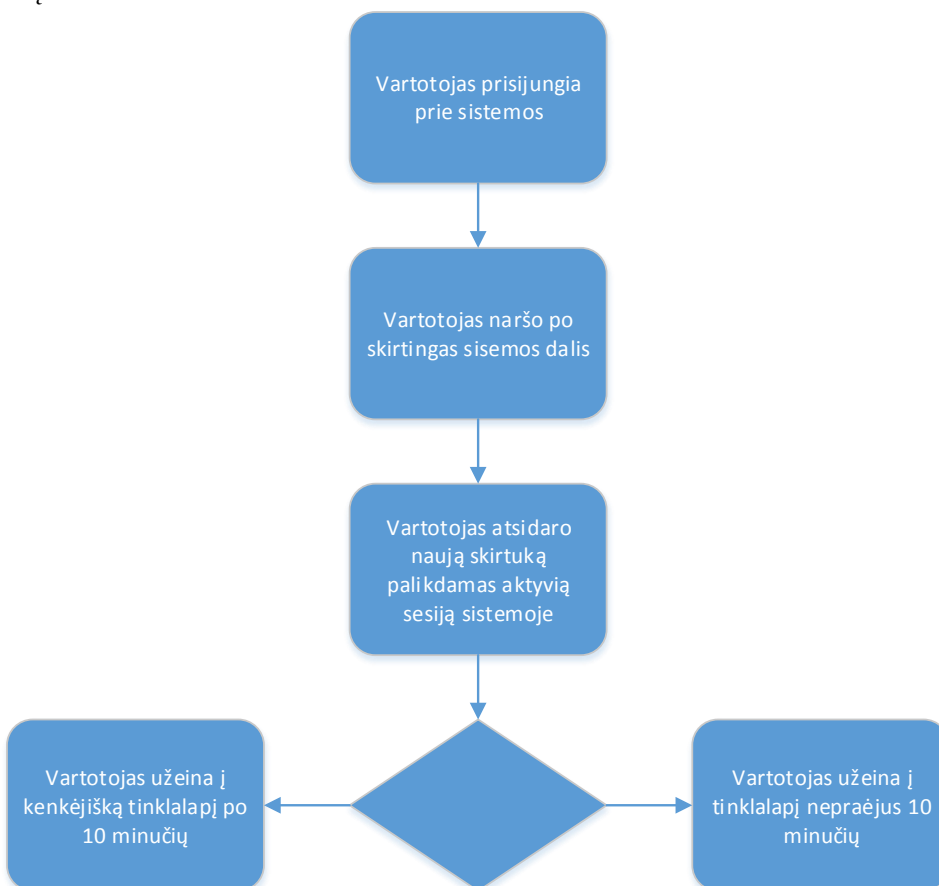 Vartotojas prisijungia
prie sistemos
Vartotojas naršo po
skirtingas sisemos dalis
Vartotojas atsidaro
naują skirtuką
palikdamas aktyvią
sesiją sistemoje
Vartotojas užeina į
kenkėjišką tinklalapį po
10 minučių
Vartotojas užeina į
tinklalapį nepraėjus 10
minučių